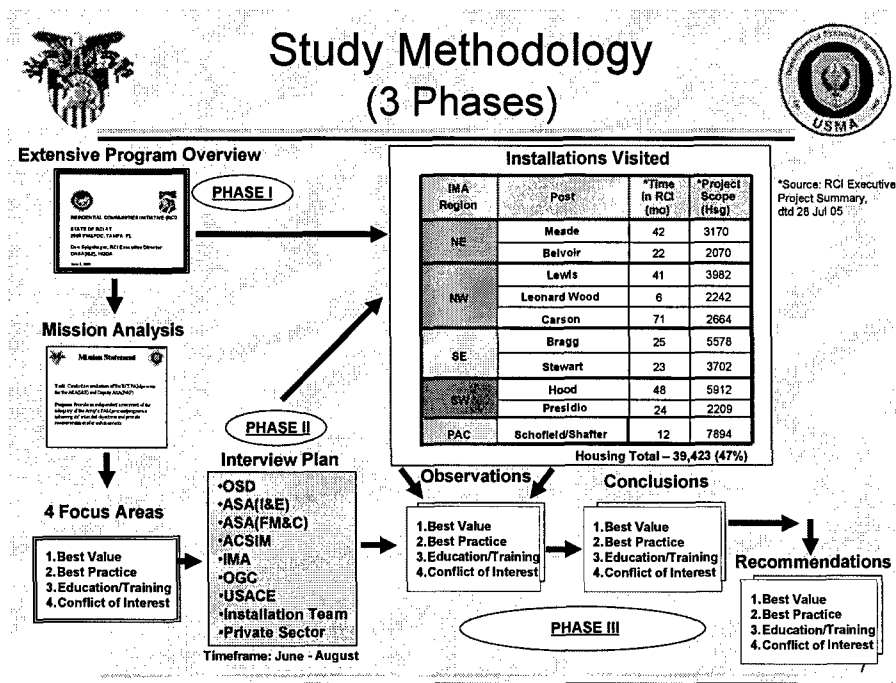 Study Methodology
(3 Phases)
USMA
Extensive Program Overview
PHASE I
RESIDENTIAL COMMUNITIES INITIATIVE (RCI)
STATE OF RCI
TAMPA, FL
RCI Executive Director
Mission Analysis
Mission Statement
4 Focus Areas
1.Best Value
2.Best Practice
3.Education/Training
4.Conflict of Interest
PHASE II
Interview Plan
•OSD
•ASA(I&E)
•ASA(FM&C)
•ACSIM
•IMA
•OGC
•USACE
•Installation Team
•Private Sector
Timeframe: June - August
Installations Visited
IMA Region Post *Time in RCI (mo) *Project Scope (Hsg)
NE Meade 42 3170
Belvoir 22 2070
NW Lewis 41 3982
Leonard Wood 6 2242
Carson 71 2664
SE Bragg 25 5578
Stewart 23 3702
SW Hood 48 5912
Presidio 24 2209
PAC Schofield/Shafter 12 7894
Housing Total – 39,423 (47%)
*Source: RCI Executive
Project Summary,
dtd 28 Jul 05
Observations
1.Best Value
2.Best Practice
3.Education/Training
4.Conflict of Interest
Conclusions
1.Best Value
2.Best Practice
3.Education/Training
4.Conflict of Interest
PHASE III
Recommendations
1.Best Value
2.Best Practice
3.Education/Training
4.Conflict of Interest
7